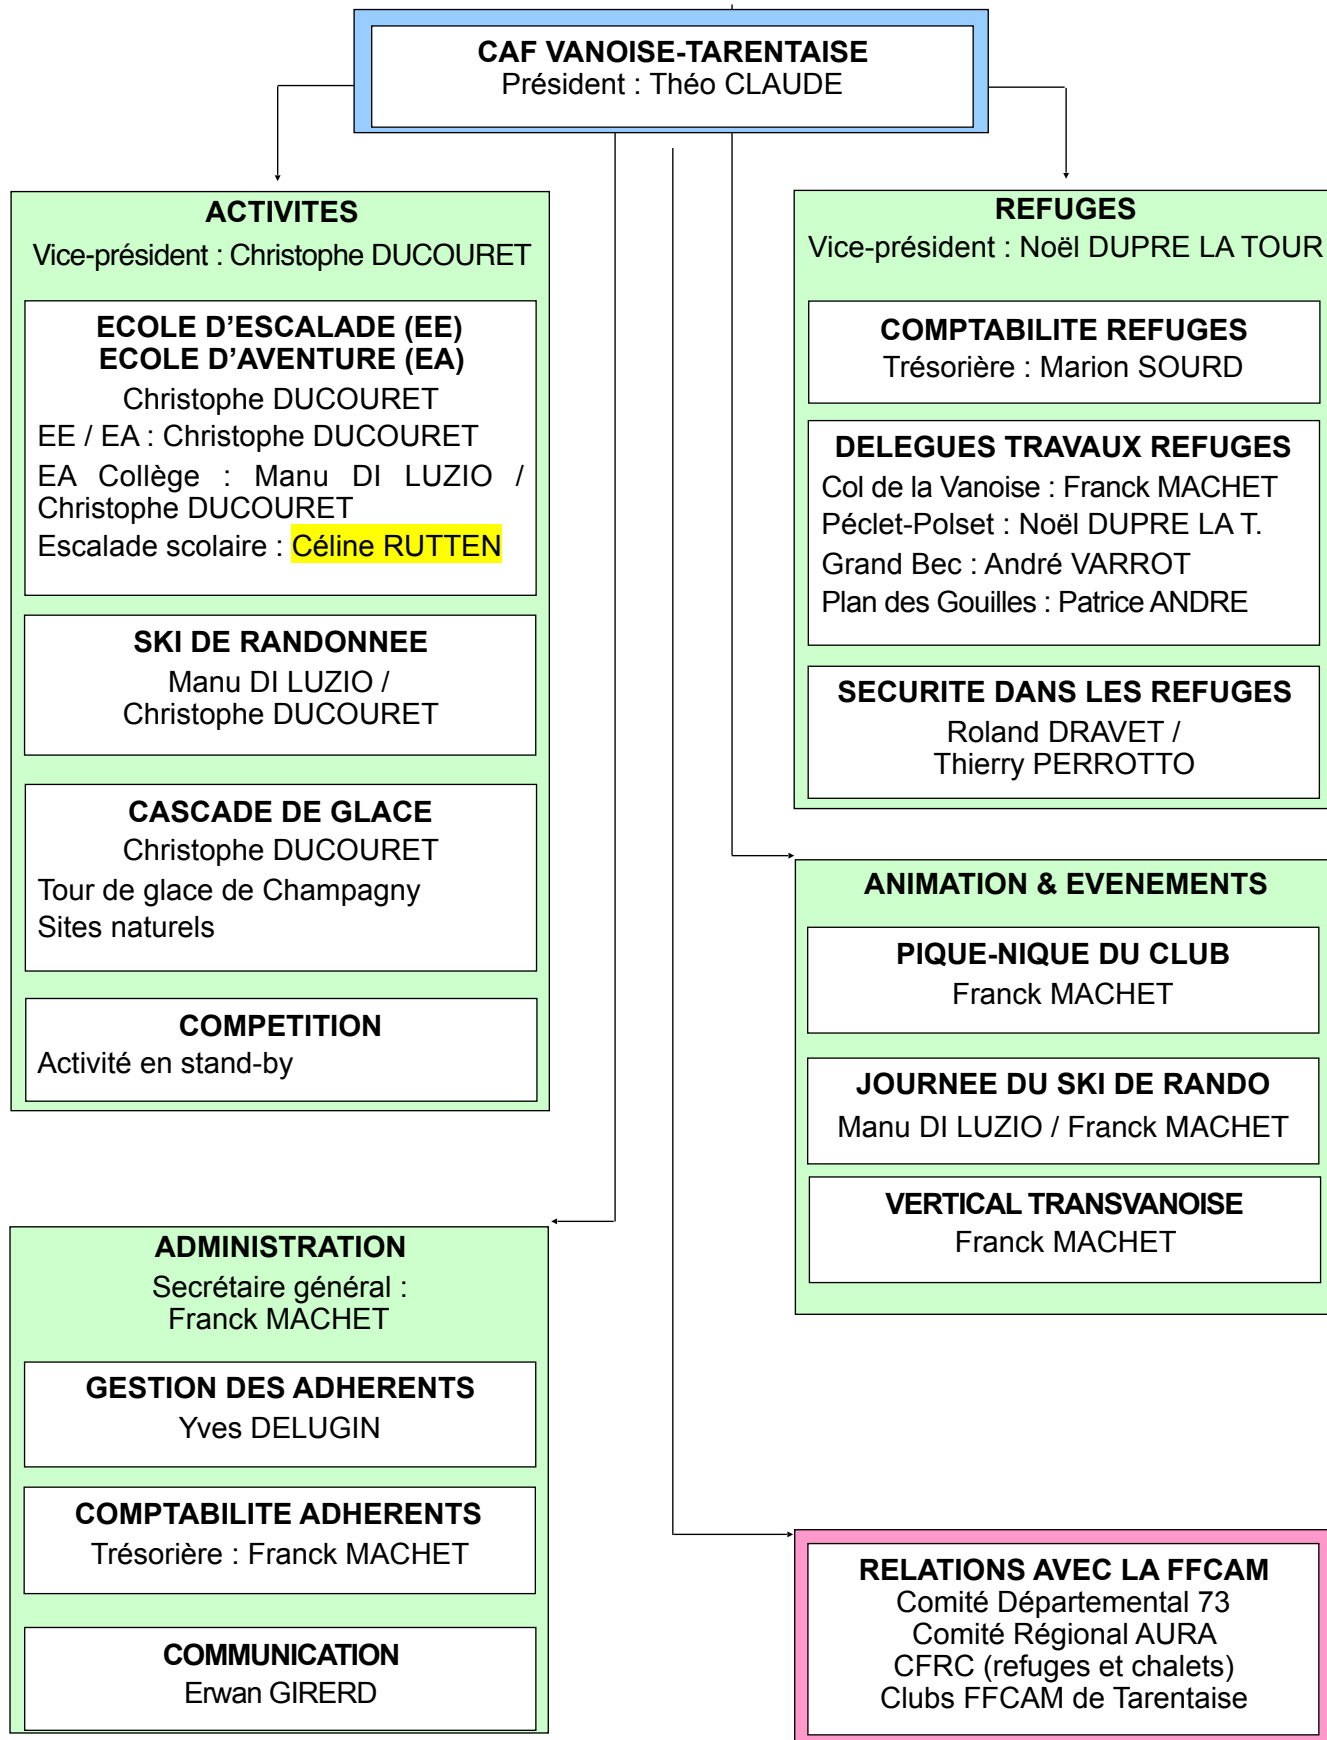 CAF VANOISE-TARENTAISE
Président : Théo CLAUDE
ACTIVITES
Vice-président : Christophe DUCOURET
ECOLE D'ESCALADE (EE)
ECOLE D'AVENTURE (EA)
Christophe DUCOURET
EE / EA : Christophe DUCOURET
EA Collège : Manu DI LUZIO /
Christophe DUCOURET
Escalade scolaire : Céline RUTTEN
SKI DE RANDONNEE
Manu DI LUZIO /
Christophe DUCOURET
CASCADE DE GLACE
Christophe DUCOURET
Tour de glace de Champagny
Sites naturels
COMPETITION
Activité en stand-by
REFUGES
Vice-président : Noël DUPRE LA TOUR
COMPTABILITE REFUGES
Trésorière : Marion SOURD
DELEGUES TRAVAUX REFUGES
Col de la Vanoise : Franck MACHET
Péclet-Polset : Noël DUPRE LA T.
Grand Bec : André VARROT
Plan des Gouilles : Patrice ANDRE
SECURITE DANS LES REFUGES
Roland DRAVET /
Thierry PERROTTO
ANIMATION & EVENEMENTS
PIQUE-NIQUE DU CLUB
Franck MACHET
JOURNEE DU SKI DE RANDO
Manu DI LUZIO / Franck MACHET
VERTICAL TRANSVANOISE
Franck MACHET
ADMINISTRATION
Secrétaire général :
Franck MACHET
GESTION DES ADHERENTS
Yves DELUGIN
COMPTABILITE ADHERENTS
Trésorière : Franck MACHET
COMMUNICATION
Erwan GIRERD
RELATIONS AVEC LA FFCAM
Comité Départemental 73
Comité Régional AURA
CFRC (refuges et chalets)
Clubs FFCAM de Tarentaise